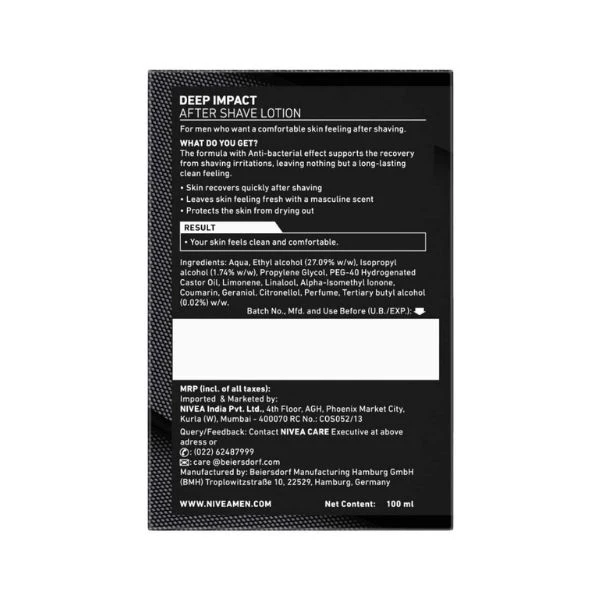 DEEP IMPACT
AFTER SHAVE LOTION
For men who want a comfortable skin feeling after shaving.
WHAT DO YOU GET?
The formula with Anti-bacterial effect supports the recovery
from shaving irritations, leaving nothing but a long-lasting
clean feeling.
• Skin recovers quickly after shaving
• Leaves skin feeling fresh with a masculine scent
• Protects the skin from drying out
RESULT
• Your skin feels clean and comfortable.
Ingredients: Aqua, Ethyl alcohol (27.09% w/w), Isopropyl
alcohol (1.74% w/w), Propylene Glycol, PEG-40 Hydrogenated
Castor Oil, Limonene, Linalool, Alpha-Isomethyl Ionone,
Coumarin, Geraniol, Citronellol, Perfume, Tertiary butyl alcohol
(0.02%) w/w.
Batch No., Mfd. and Use Before (U.B./EXP.):
MRP (incl. of all taxes):
Imported & Marketed by:
NIVEA India Pvt. Ltd., 4th Floor, AGH, Phoenix Market City,
Kurla (W), Mumbai - 400070 RC No.: COS052/13
Query/Feedback: Contact NIVEA CARE Executive at above
adress or
: (022) 62487999
: care @beiersdorf.com
Manufactured by: Beiersdorf Manufacturing Hamburg GmbH
(BMH) Troplowitzstraße 10, 22529, Hamburg, Germany
WWW.NIVEAMEN.COM Net Content: 100 ml